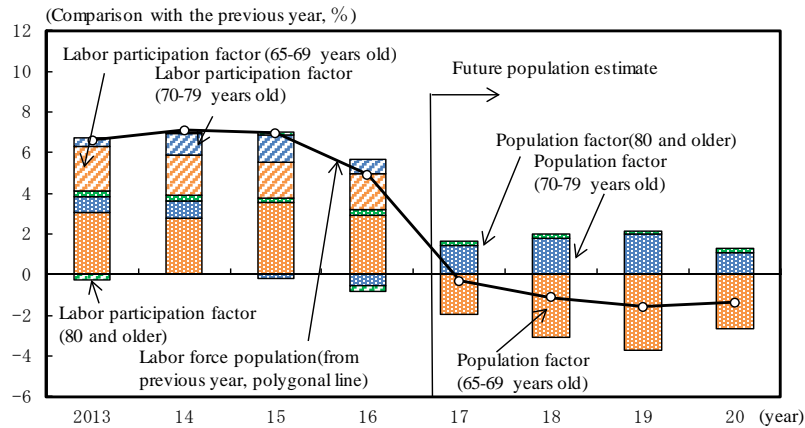 (Comparison with the previous year, %)
12
10
8
6
4
2
0
−2
−4
−6
Labor participation factor (65-69 years old)
Labor participation factor
(70-79 years old)
Future population estimate
Population factor(80 and older)
Population factor
(70-79 years old)
Labor participation factor
(80 and older)
Labor force population(from
previous year, polygonal line)
Population factor
(65-69 years old)
2013 14 15 16 17 18 19 20 (year)